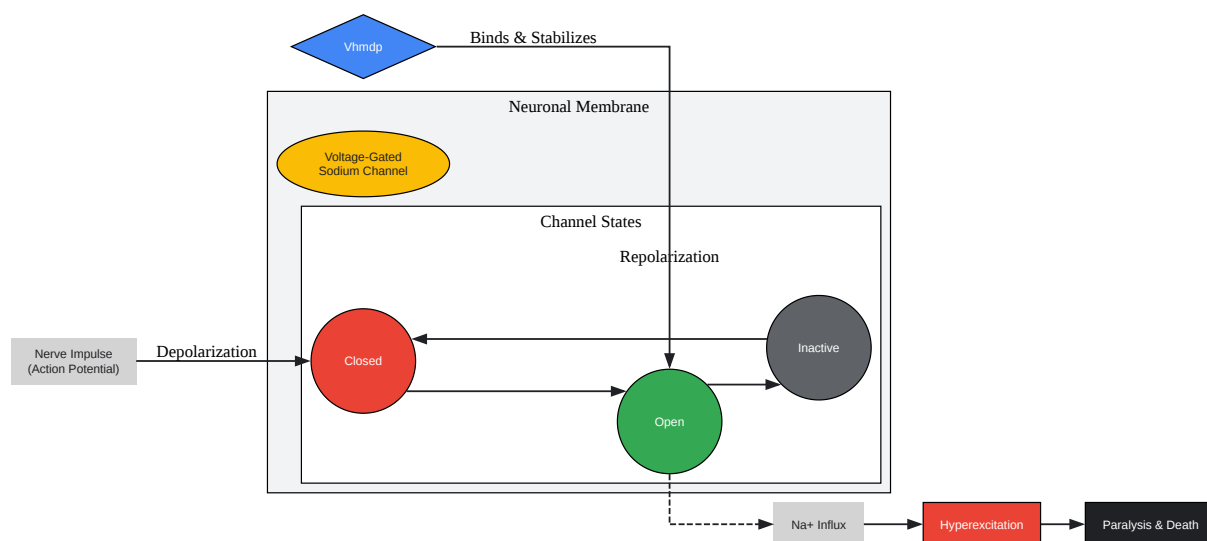 Vhmdp
Binds & Stabilizes
Neuronal Membrane
Voltage-Gated
Sodium Channel
Channel States
Repolarization
Nerve Impulse
(Action Potential)
Depolarization
Closed
Inactive
Open
Na+ Influx
Hyperexcitation
Paralysis & Death